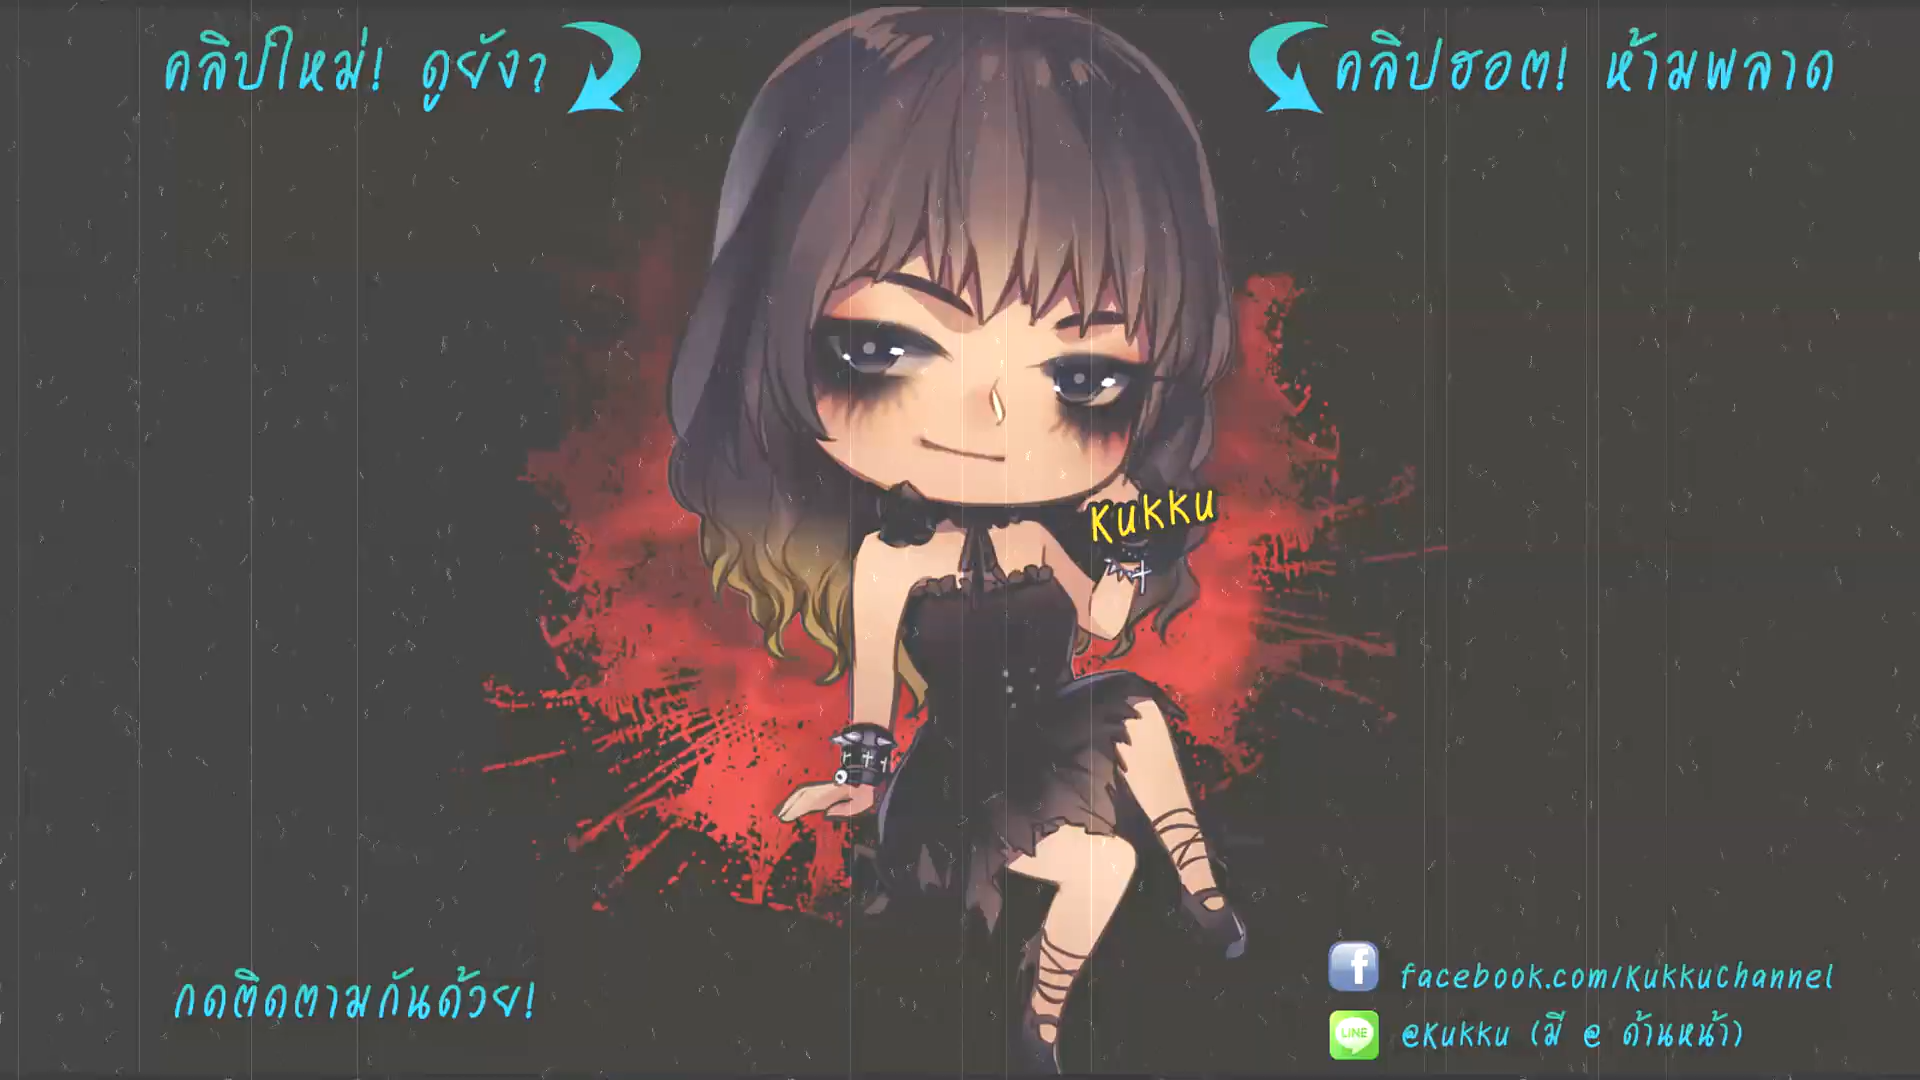 คลิปใหม่! ดูยัง?
คลิปฮอต! ห้ามพลาด
Kukku
กดติดตามกันด้วย!
facebook.com/KukkuChannel
LINE
@Kukku (มี @ ด้านหน้า)